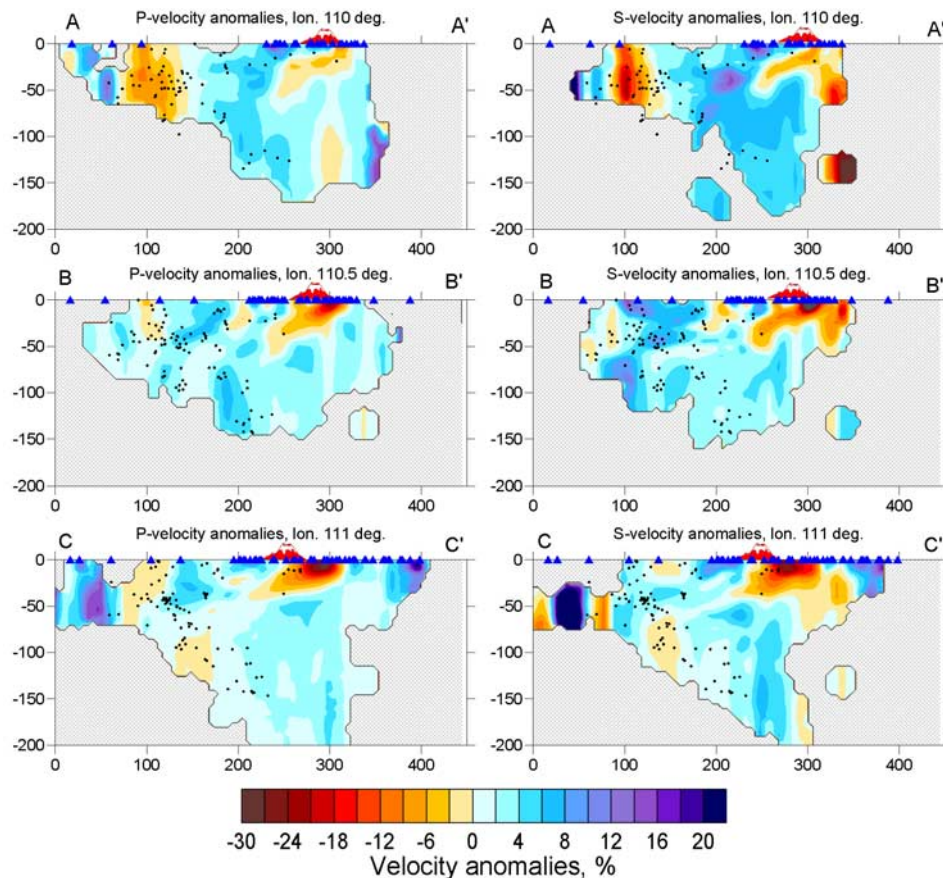 A P-velocity anomalies, lon. 110 deg. A'
0
-50
-100
-150
-200
0 100 200 300 400
A S-velocity anomalies, lon. 110 deg. A'
0
-50
-100
-150
-200
0 100 200 300 400
B P-velocity anomalies, lon. 110.5 deg. B'
0
-50
-100
-150
-200
0 100 200 300 400
B S-velocity anomalies, lon. 110.5 deg. B'
0
-50
-100
-150
-200
0 100 200 300 400
C P-velocity anomalies, lon. 111 deg. C'
0
-50
-100
-150
-200
0 100 200 300 400
C S-velocity anomalies, lon. 111 deg. C'
0
-50
-100
-150
-200
0 100 200 300 400
-30 -24 -18 -12 -6 0 4 8 12 16 20
Velocity anomalies, %